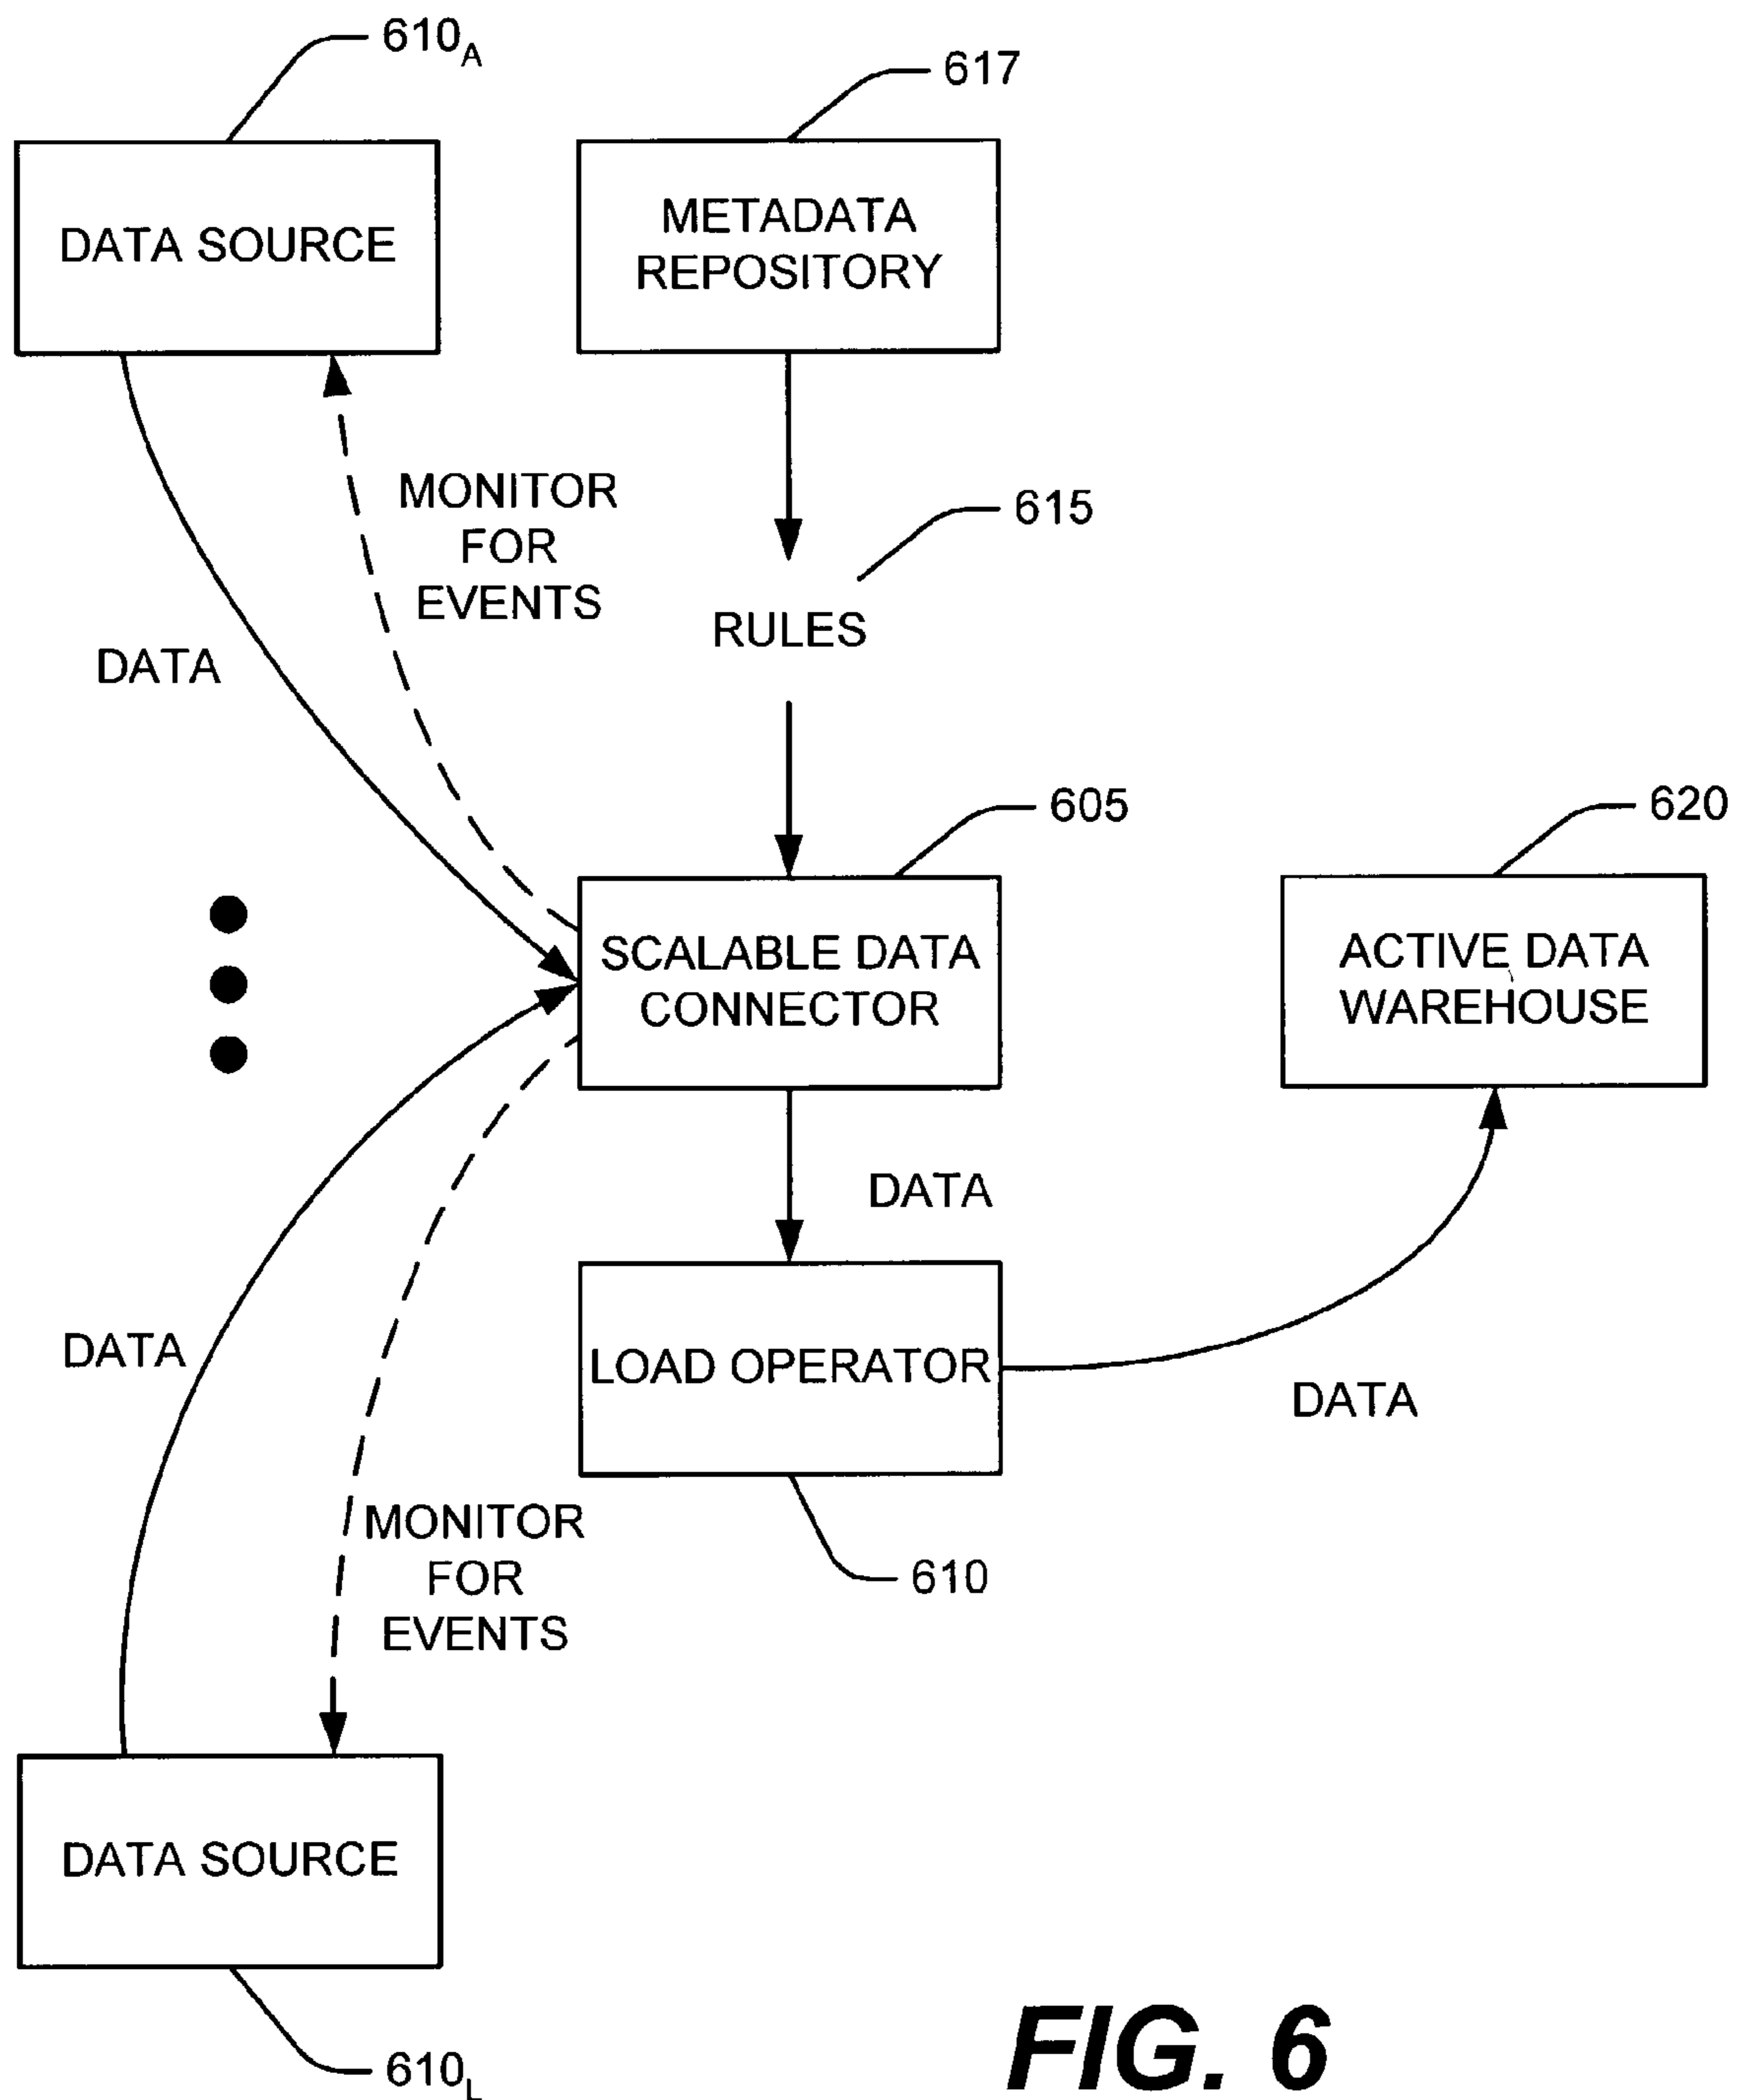 610A
617
DATA SOURCE
METADATA
REPOSITORY
MONITOR
FOR
EVENTS
615
RULES
DATA
605
620
SCALABLE DATA
CONNECTOR
ACTIVE DATA
WAREHOUSE
DATA
DATA
LOAD OPERATOR
DATA
MONITOR
FOR
EVENTS
610
DATA SOURCE
610L
FIG. 6